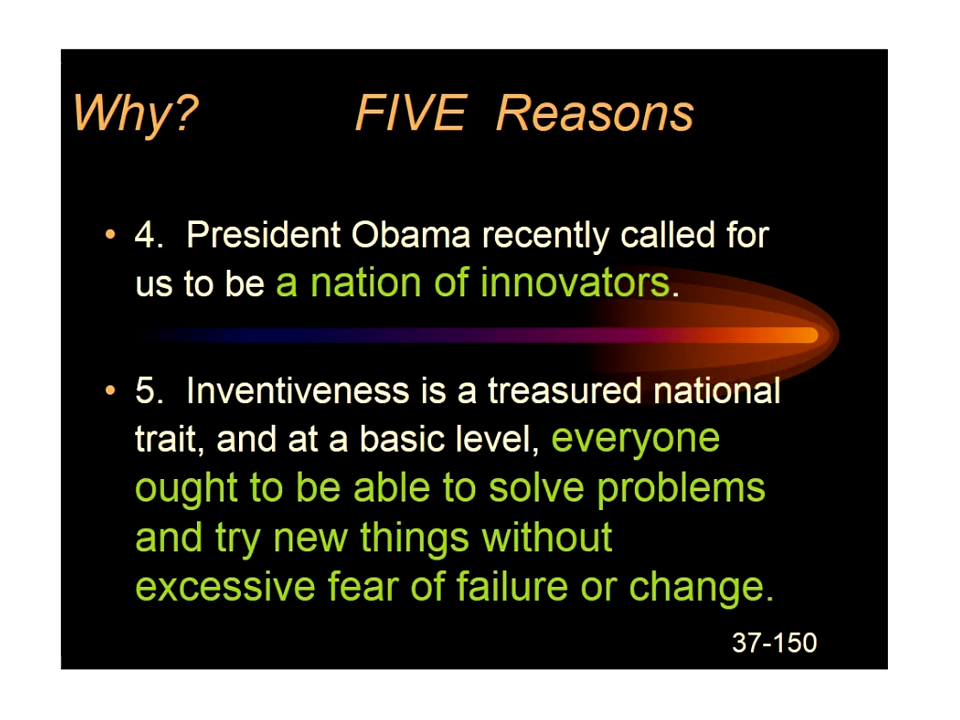 Why? FIVE Reasons
• 4. President Obama recently called for
us to be a nation of innovators.
• 5. Inventiveness is a treasured national
trait, and at a basic level, everyone
ought to be able to solve problems
and try new things without
excessive fear of failure or change.
37-150